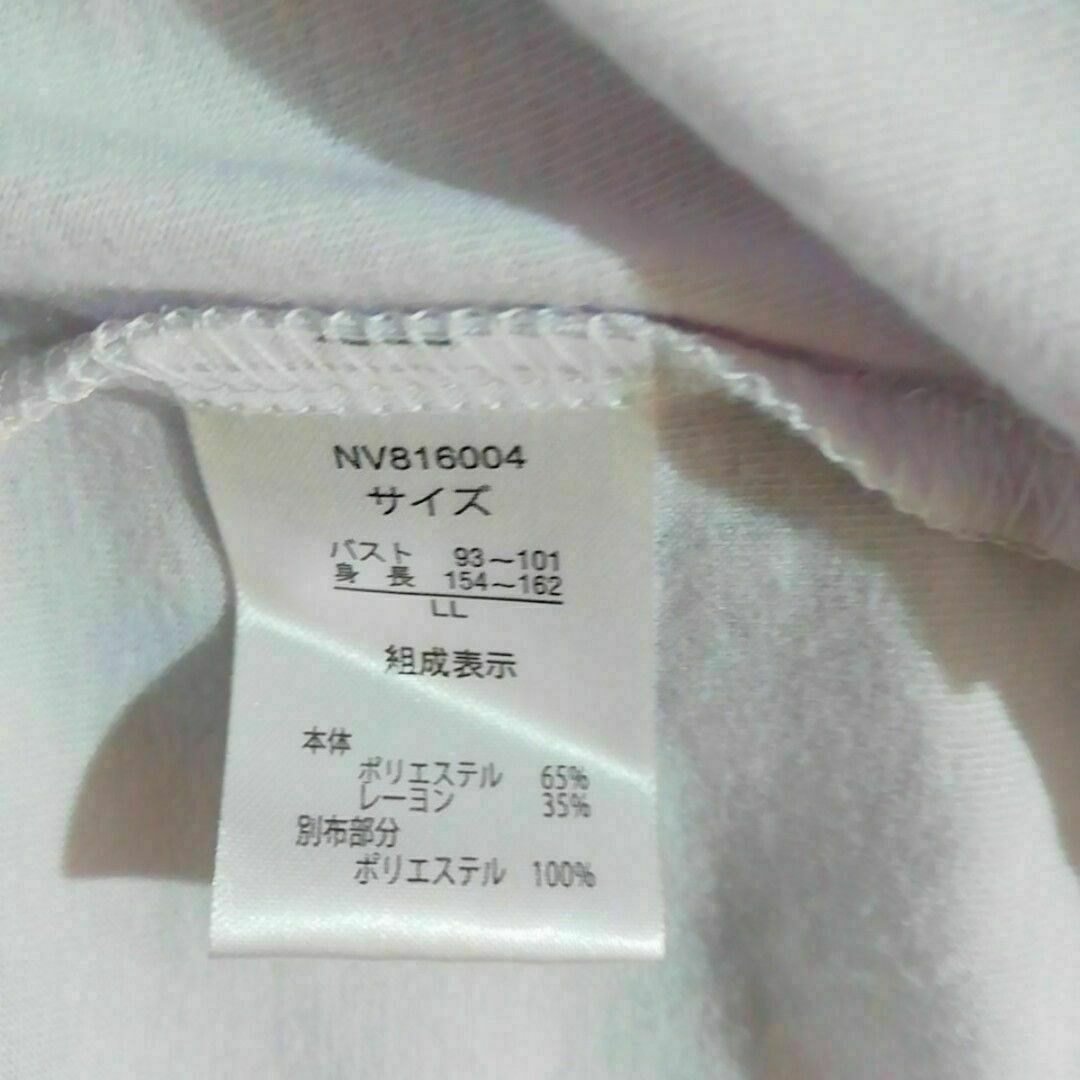 NV816004
サイズ
バスト 93～101
身長 154～162
LL
組成表示
本体
ポリエステル 65%
レーヨン 35%
別布部分
ポリエステル 100%